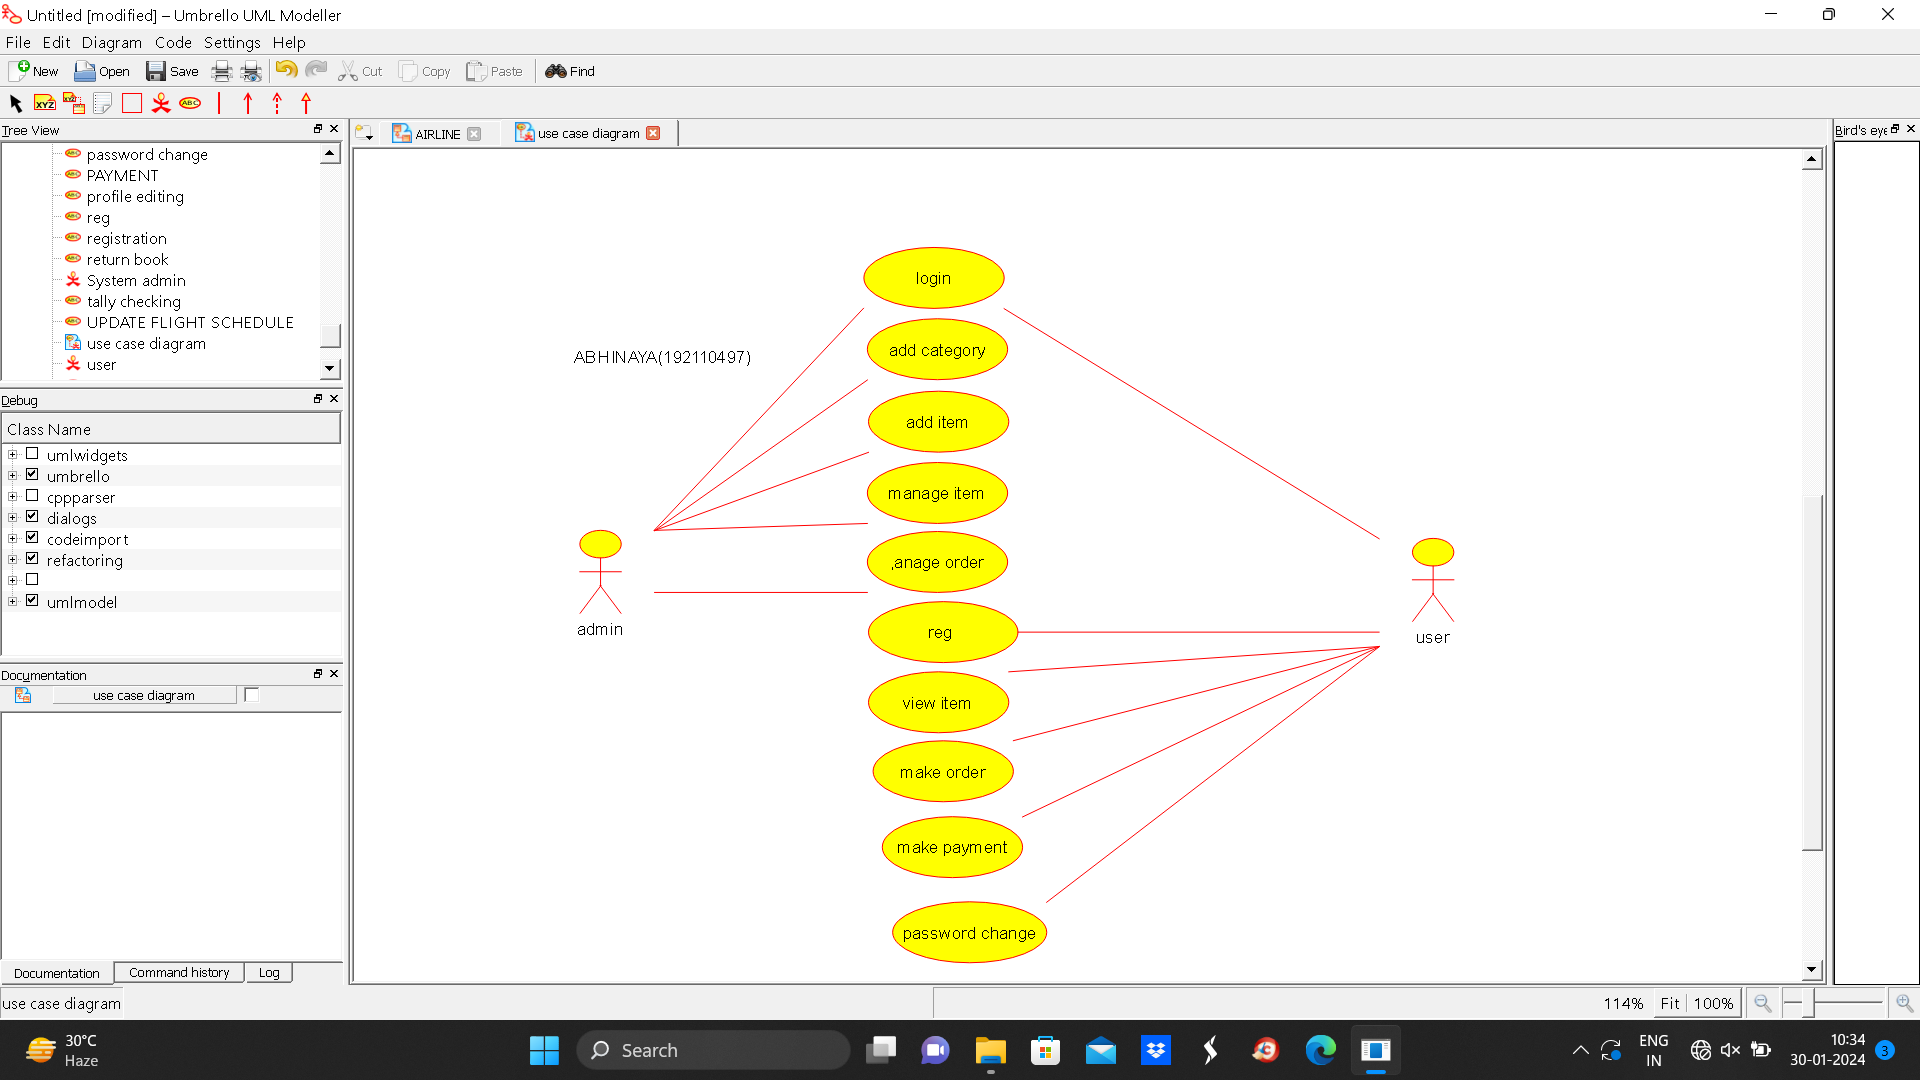 Untitled [modified] – Umbrello UML Modeller
File Edit Diagram Code Settings Help
New Open Save Cut Copy Paste Find
XYZ XYZ ABC
Tree View
AIRLINE
use case diagram
Bird's eye
password change
PAYMENT
profile editing
reg
registration
return book
System admin
tally checking
UPDATE FLIGHT SCHEDULE
use case diagram
user
Debug
Class Name
umlwidgets
umbrello
cppparser
dialogs
codeimport
refactoring
umlmodel
Documentation
use case diagram
Documentation Command history Log
ABHINAYA(192110497)
login
add category
add item
manage item
,anage order
reg
view item
make order
make payment
password change
admin
user
use case diagram
114% Fit 100%
30°C
Haze
Search
ENG
IN
10:34
30-01-2024
3